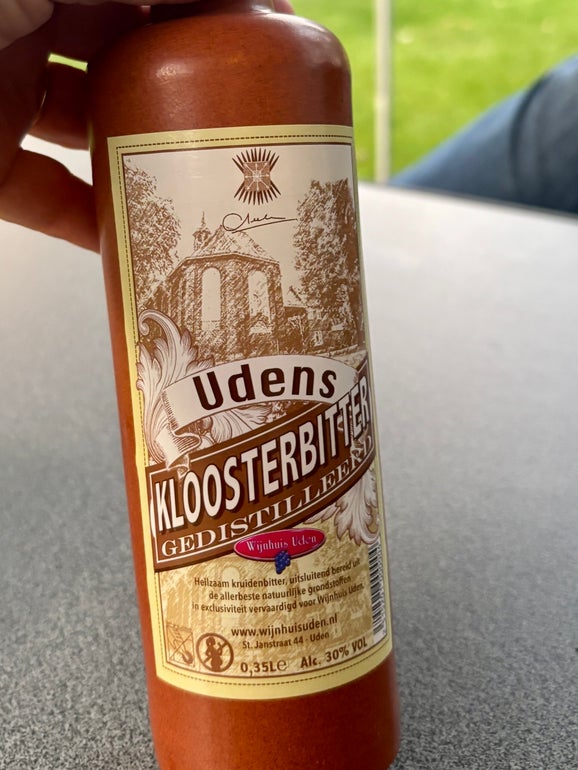 Udens
KLOOSTERBITTER
GEDISTILLEERD
Wijnhuis Uden
Heilzaam kruidenbitter, uitsluitend bereid uit
de allerbeste natuurlijke grondstoffen
in exclusiviteit vervaardigd voor Wijnhuis Uden.
www.wijnhuisuden.nl
St. Janstraat 44 - Uden
0,35L℮ Alc. 30% VOL